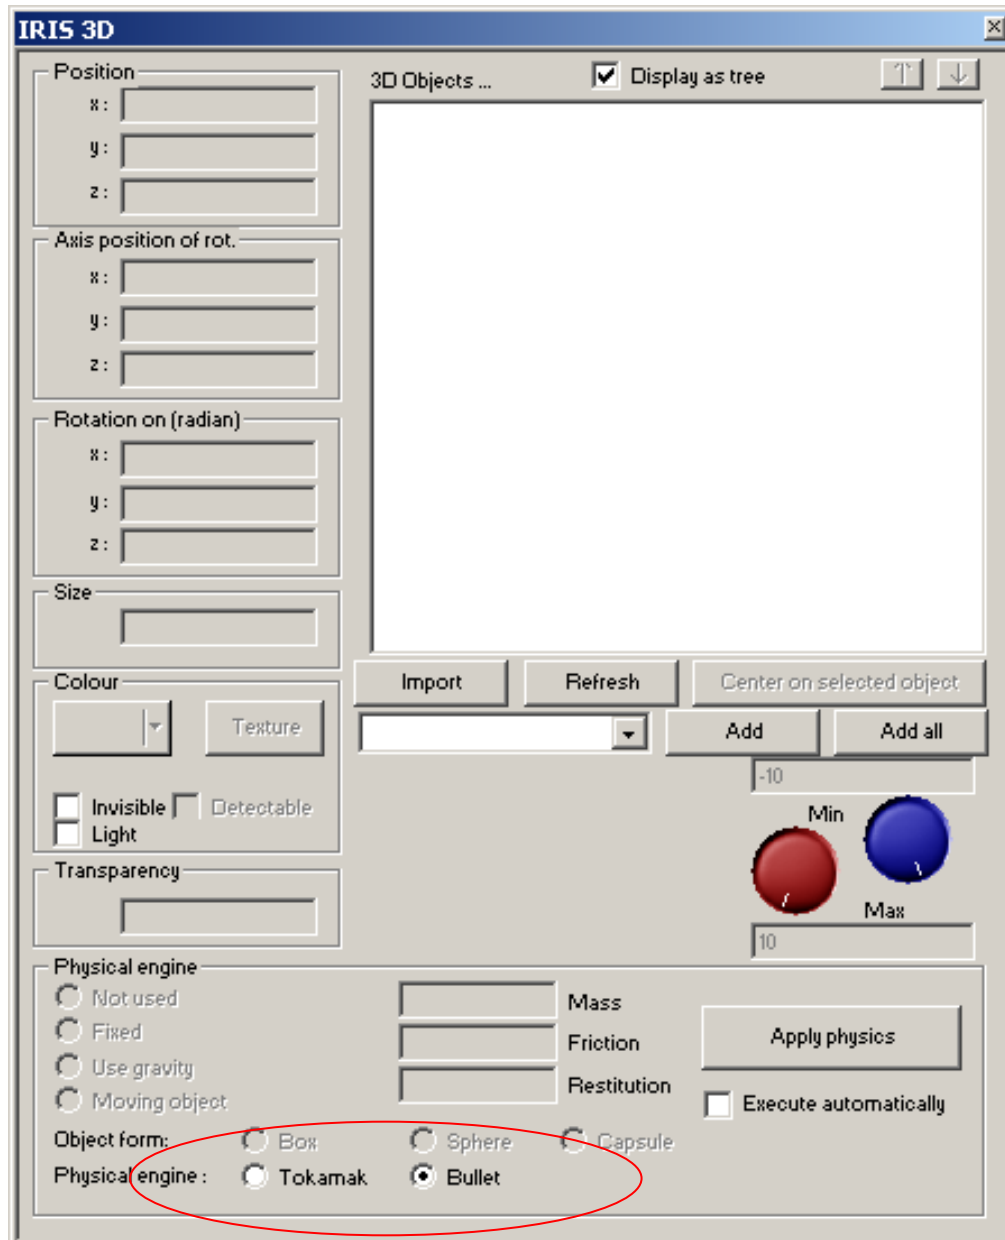 IRIS 3D
Position
x :
y :
z :
Axis position of rot.
x :
y :
z :
Rotation on (radian)
x :
y :
z :
Size
Colour
Texture
Invisible Detectable
Light
Transparency
3D Objects ... Display as tree
Import Refresh Center on selected object
Add Add all
-10
Min
Max
10
Physical engine
Not used
Fixed
Use gravity
Moving object
Mass
Friction
Restitution
Apply physics
Execute automatically
Object form: Box Sphere Capsule
Physical engine : Tokamak Bullet